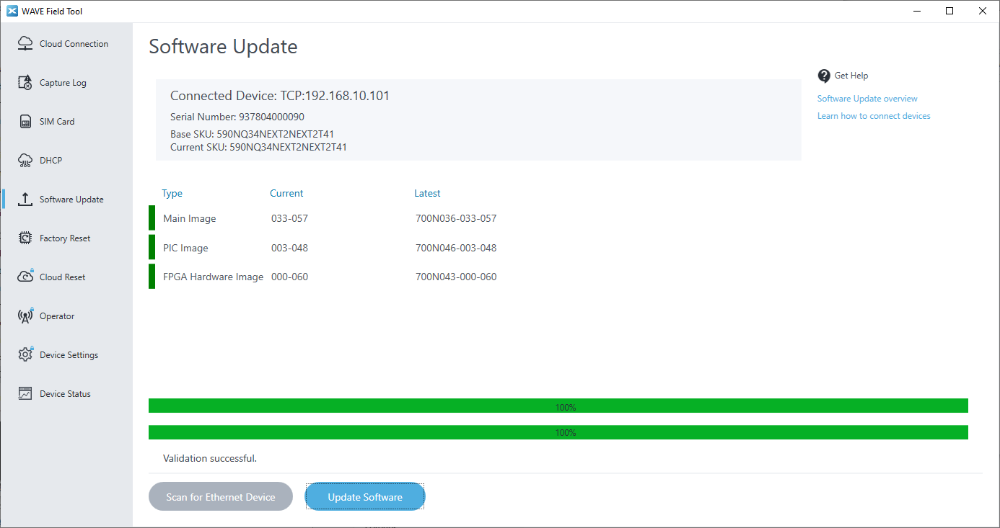 WAVE Field Tool
Cloud Connection
Capture Log
SIM Card
DHCP
Software Update
Factory Reset
Cloud Reset
Operator
Device Settings
Device Status
Software Update
Connected Device: TCP:192.168.10.101
Serial Number: 937804000090
Base SKU: 590NQ34NEXT2NEXT2T41
Current SKU: 590NQ34NEXT2NEXT2T41
Get Help
Software Update overview
Learn how to connect devices
Type Current Latest
Main Image 033-057 700N036-033-057
PIC Image 003-048 700N046-003-048
FPGA Hardware Image 000-060 700N043-000-060
100%
100%
Validation successful.
Scan for Ethernet Device Update Software